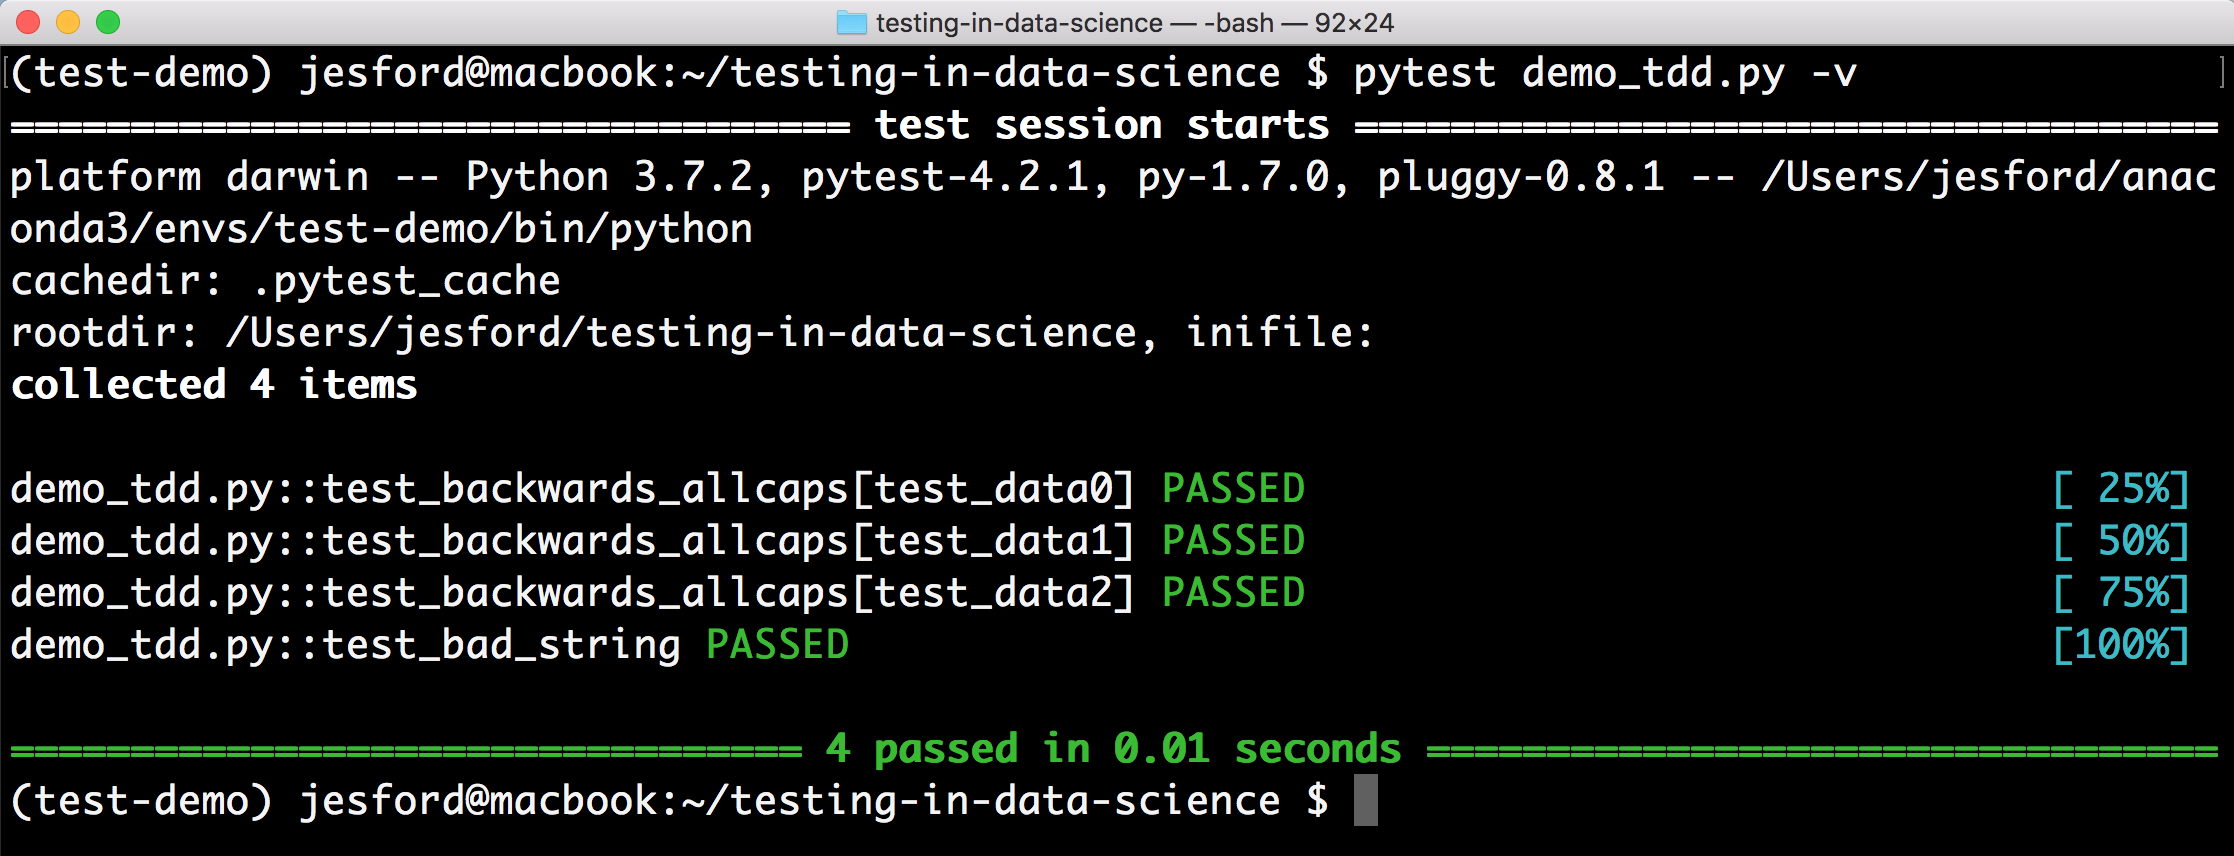 testing-in-data-science — -bash — 92×24
(test-demo) jesford@macbook:~/testing-in-data-science $ pytest demo_tdd.py -v
=================================== test session starts ====================================
platform darwin -- Python 3.7.2, pytest-4.2.1, py-1.7.0, pluggy-0.8.1 -- /Users/jesford/anac
onda3/envs/test-demo/bin/python
cachedir: .pytest_cache
rootdir: /Users/jesford/testing-in-data-science, inifile:
collected 4 items
demo_tdd.py::test_backwards_allcaps[test_data0] PASSED [ 25%]
demo_tdd.py::test_backwards_allcaps[test_data1] PASSED [ 50%]
demo_tdd.py::test_backwards_allcaps[test_data2] PASSED [ 75%]
demo_tdd.py::test_bad_string PASSED [100%]
================================= 4 passed in 0.01 seconds =================================
(test-demo) jesford@macbook:~/testing-in-data-science $